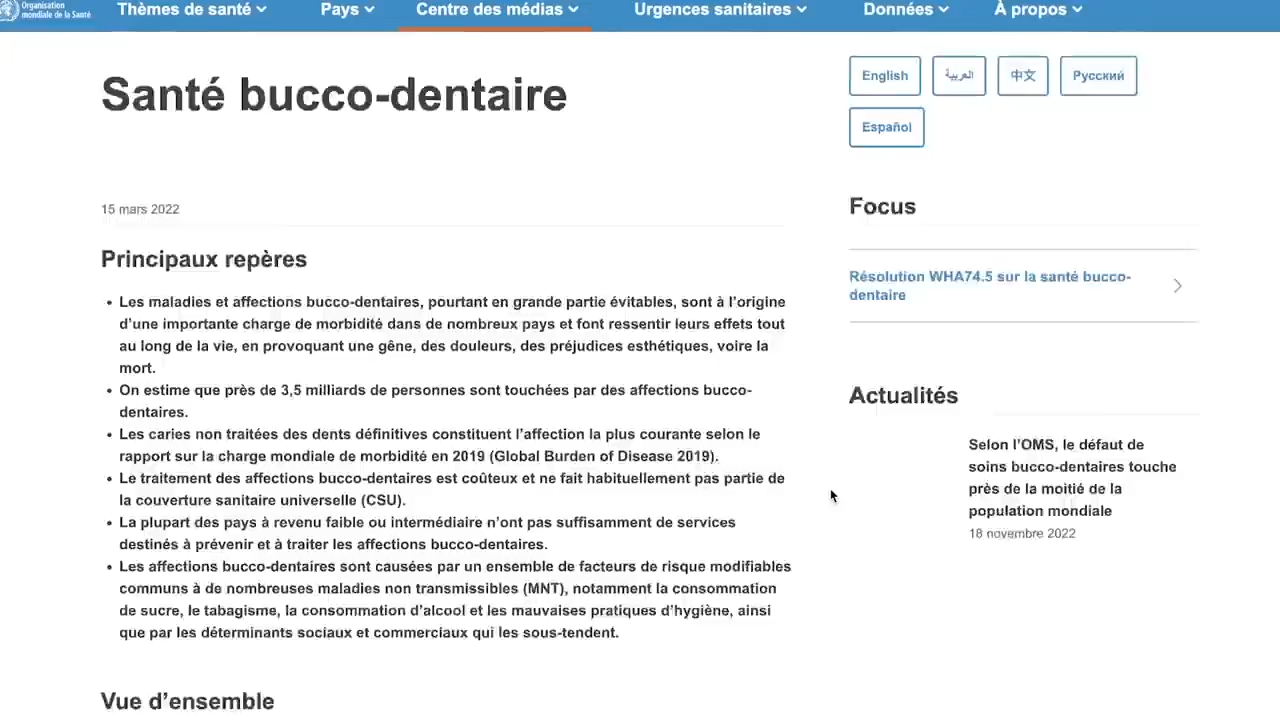 Organisation
mondiale de la Santé
Thèmes de santé
Pays
Centre des médias
Urgences sanitaires
Données
À propos
Santé bucco-dentaire
English
العربية
中文
Русский
Español
15 mars 2022
Principaux repères
• Les maladies et affections bucco-dentaires, pourtant en grande partie évitables, sont à l’origine
d’une importante charge de morbidité dans de nombreux pays et font ressentir leurs effets tout
au long de la vie, en provoquant une gêne, des douleurs, des préjudices esthétiques, voire la
mort.
• On estime que près de 3,5 milliards de personnes sont touchées par des affections bucco-
dentaires.
• Les caries non traitées des dents définitives constituent l’affection la plus courante selon le
rapport sur la charge mondiale de morbidité en 2019 (Global Burden of Disease 2019).
• Le traitement des affections bucco-dentaires est coûteux et ne fait habituellement pas partie de
la couverture sanitaire universelle (CSU).
• La plupart des pays à revenu faible ou intermédiaire n’ont pas suffisamment de services
destinés à prévenir et à traiter les affections bucco-dentaires.
• Les affections bucco-dentaires sont causées par un ensemble de facteurs de risque modifiables
communs à de nombreuses maladies non transmissibles (MNT), notamment la consommation
de sucre, le tabagisme, la consommation d’alcool et les mauvaises pratiques d’hygiène, ainsi
que par les déterminants sociaux et commerciaux qui les sous-tendent.
Vue d’ensemble
Focus
Résolution WHA74.5 sur la santé bucco-
dentaire
Actualités
Selon l’OMS, le défaut de
soins bucco-dentaires touche
près de la moitié de la
population mondiale
18 novembre 2022